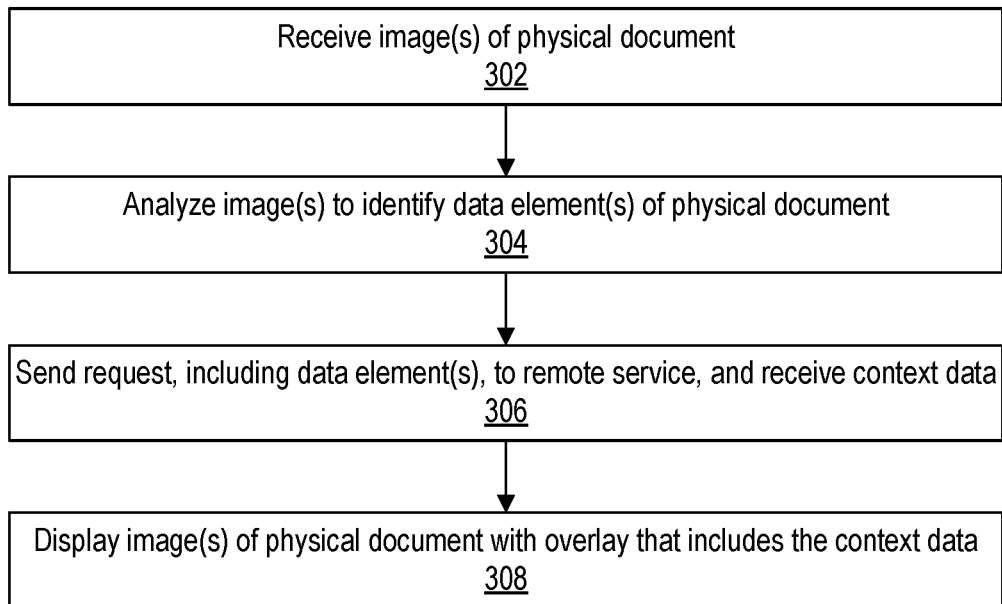 Receive image(s) of physical document
302
Analyze image(s) to identify data element(s) of physical document
304
Send request, including data element(s), to remote service, and receive context data
306
Display image(s) of physical document with overlay that includes the context data
308